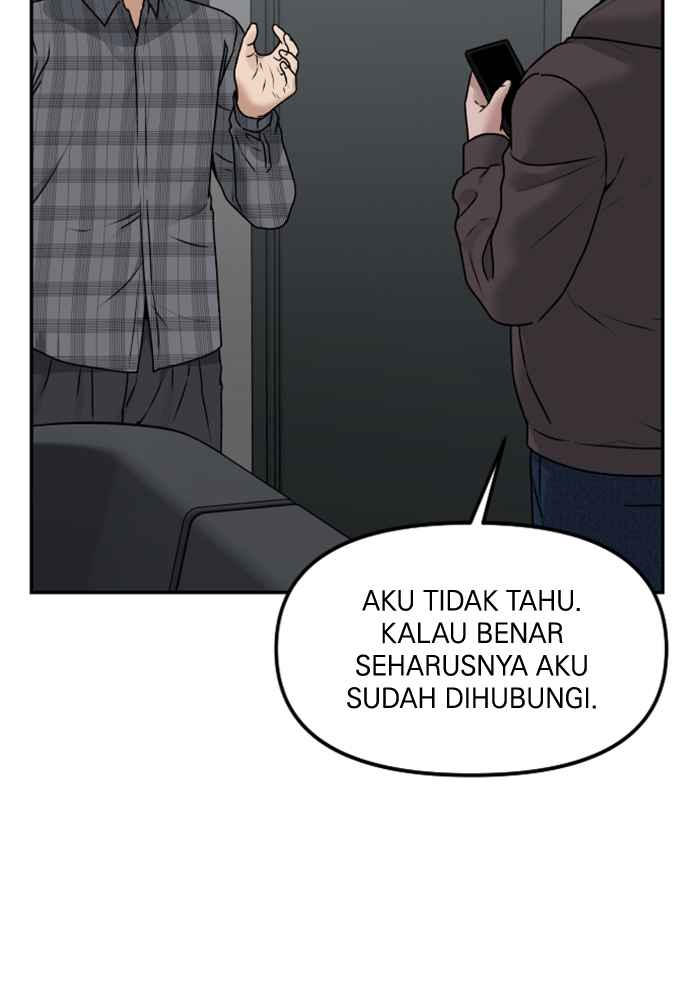 AKU TIDAK TAHU.
KALAU BENAR
SEHARUSNYA AKU
SUDAH DIHUBUNGI.